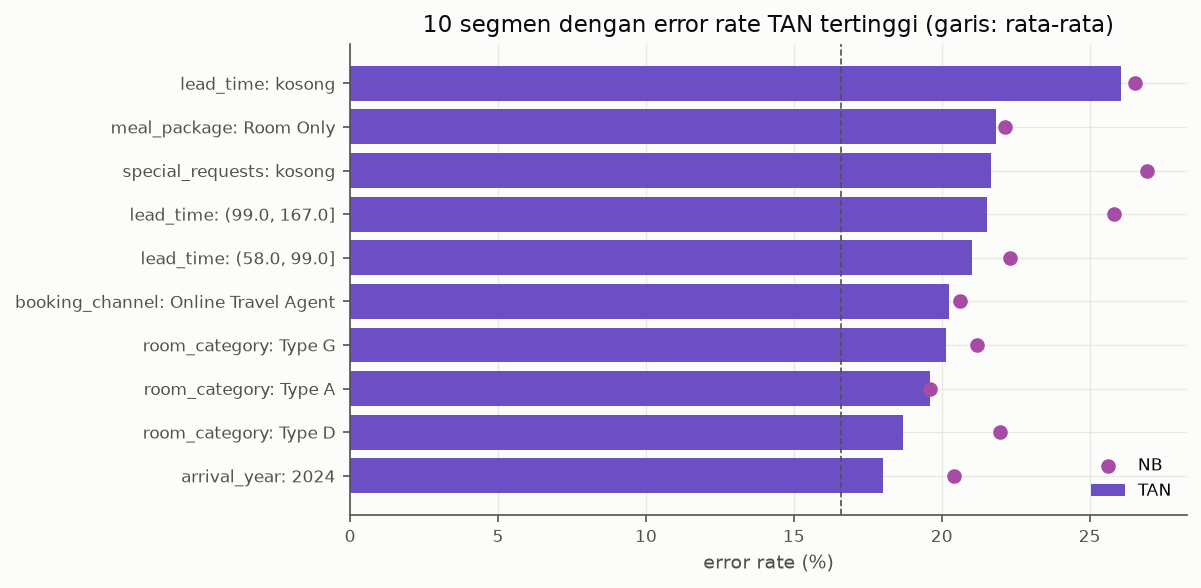 10 segmen dengan error rate TAN tertinggi (garis: rata-rata)
lead_time: kosong
meal_package: Room Only
special_requests: kosong
lead_time: (99.0, 167.0]
lead_time: (58.0, 99.0]
booking_channel: Online Travel Agent
room_category: Type G
room_category: Type A
room_category: Type D
arrival_year: 2024
NB
TAN
0 5 10 15 20 25
error rate (%)